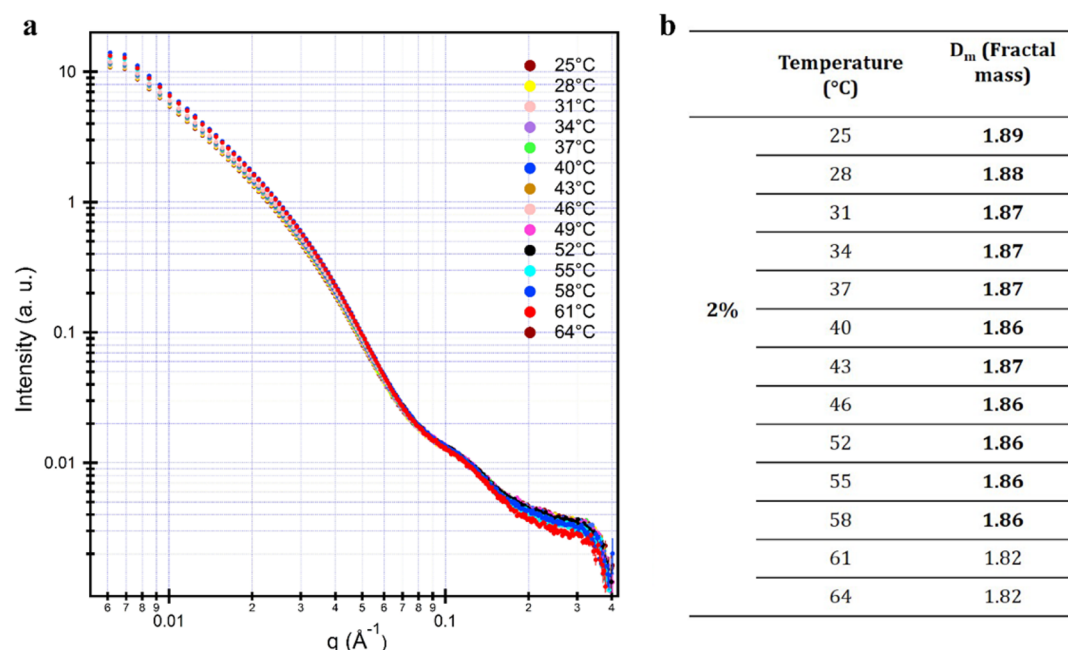 a
Intensity (a. u.)
10
1
0.1
0.01
25°C
28°C
31°C
34°C
37°C
40°C
43°C
46°C
49°C
52°C
55°C
58°C
61°C
64°C
6 7 8 9 2 3 4 5 6 7 8 9 2 3 4
0.01 0.1
q (Å⁻¹)
b
Temperature (°C) Dₘ (Fractal mass)
2%
25 1.89
28 1.88
31 1.87
34 1.87
37 1.87
40 1.86
43 1.87
46 1.86
52 1.86
55 1.86
58 1.86
61 1.82
64 1.82